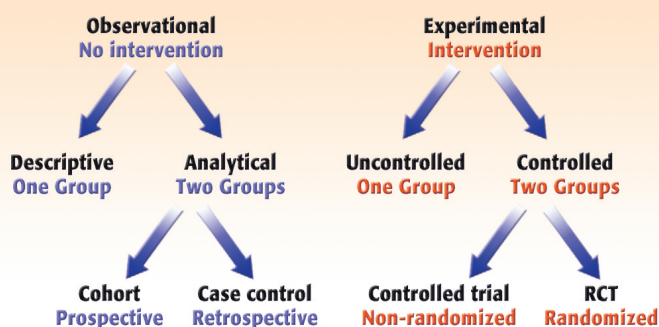 Observational
No intervention
Experimental
Intervention
Descriptive
One Group
Analytical
Two Groups
Uncontrolled
One Group
Controlled
Two Groups
Cohort
Prospective
Case control
Retrospective
Controlled trial
Non-randomized
RCT
Randomized